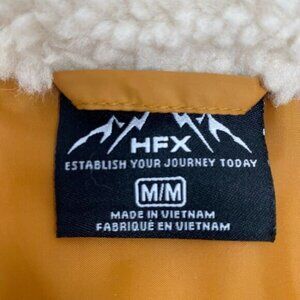 HFX
ESTABLISH YOUR JOURNEY TODAY
M/M
MADE IN VIETNAM
FABRIQUÉ EN VIETNAM